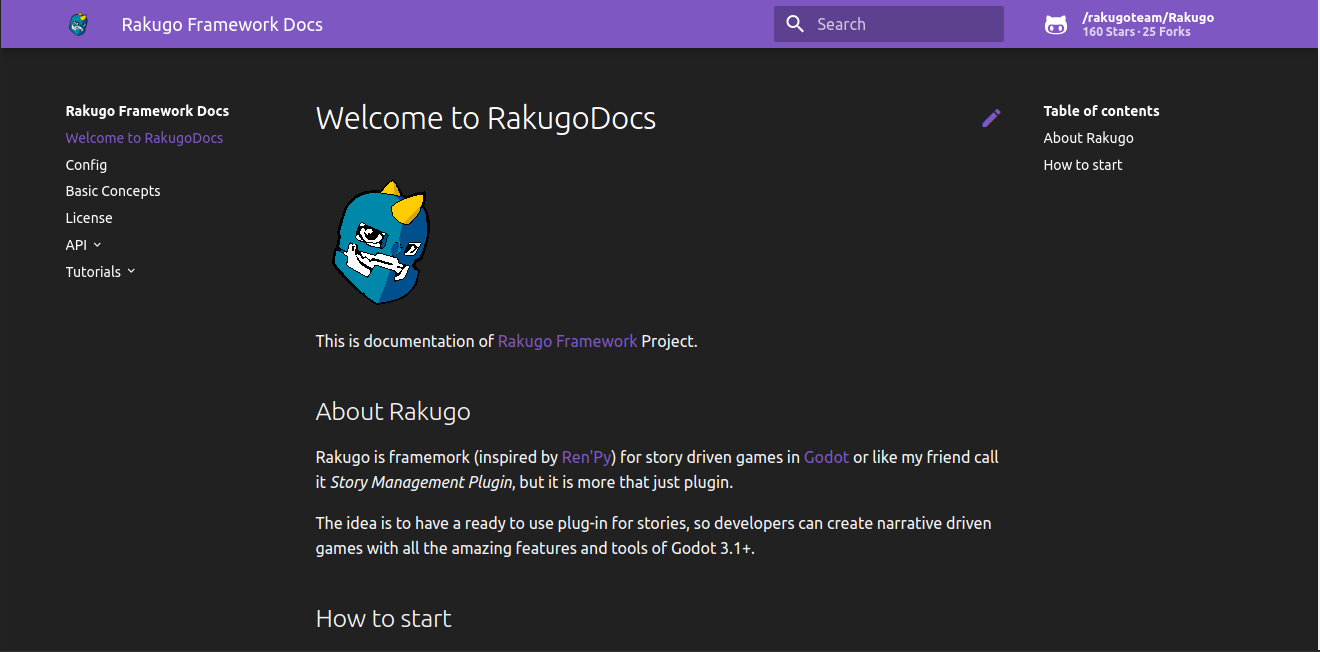 Rakugo Framework Docs
Search
/rakugoteam/Rakugo
160 Stars · 25 Forks
Rakugo Framework Docs
Welcome to RakugoDocs
Config
Basic Concepts
License
API
Tutorials
Welcome to RakugoDocs
This is documentation of Rakugo Framework Project.
About Rakugo
Rakugo is framemork (inspired by Ren'Py) for story driven games in Godot or like my friend call
it Story Management Plugin, but it is more that just plugin.
The idea is to have a ready to use plug-in for stories, so developers can create narrative driven
games with all the amazing features and tools of Godot 3.1+.
How to start
Table of contents
About Rakugo
How to start